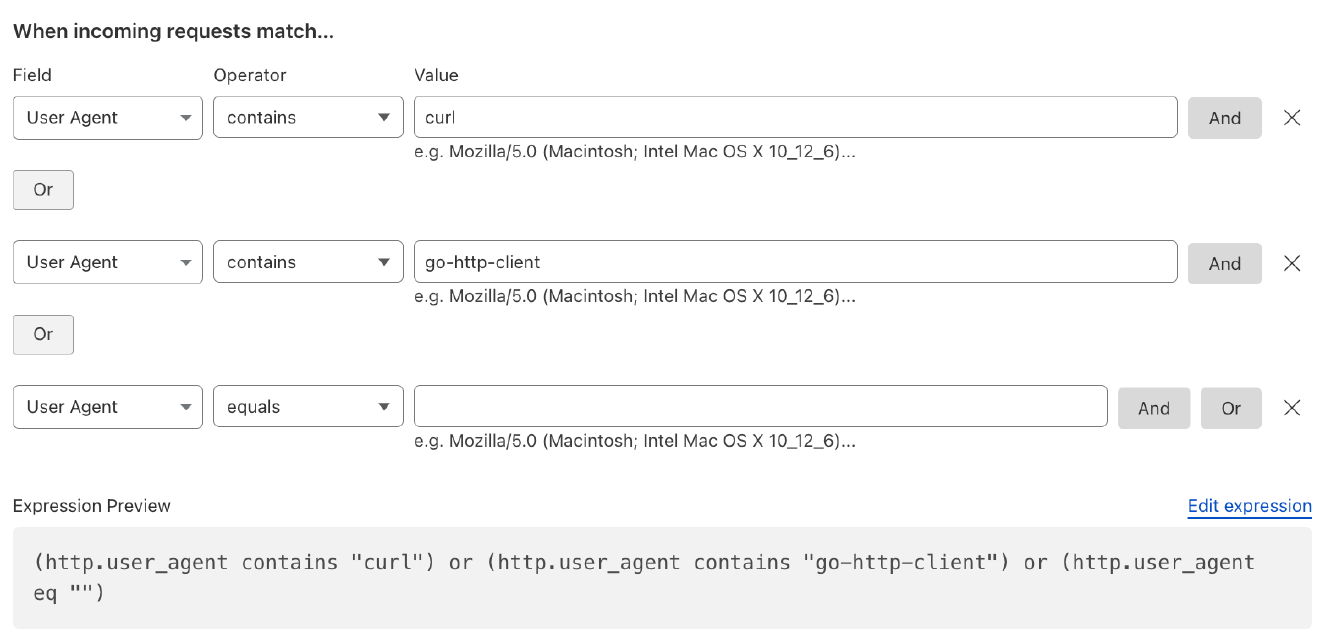 When incoming requests match...
Field Operator Value
User Agent contains curl And
e.g. Mozilla/5.0 (Macintosh; Intel Mac OS X 10_12_6)...
Or
User Agent contains go-http-client And
e.g. Mozilla/5.0 (Macintosh; Intel Mac OS X 10_12_6)...
Or
User Agent equals And Or
e.g. Mozilla/5.0 (Macintosh; Intel Mac OS X 10_12_6)...
Expression Preview Edit expression
(http.user_agent contains "curl") or (http.user_agent contains "go-http-client") or (http.user_agent
eq "")